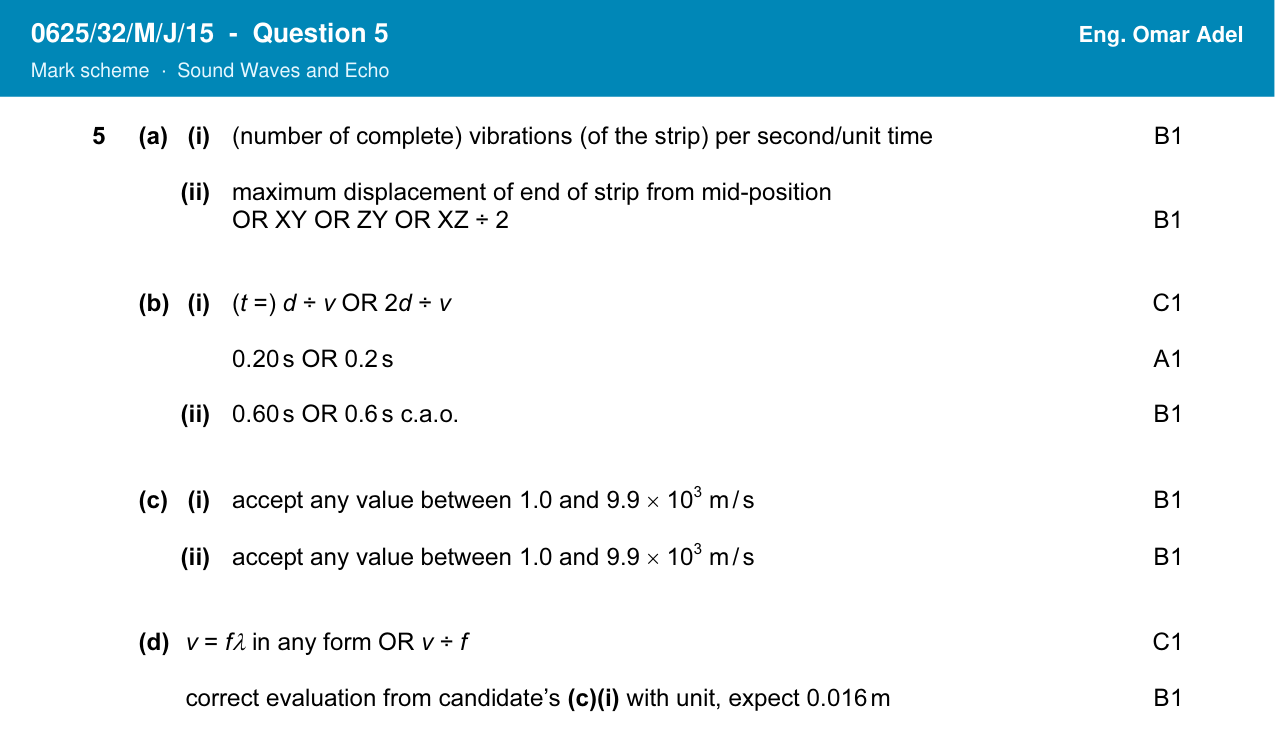 0625/32/M/J/15 - Question 5
Eng. Omar Adel
Mark scheme · Sound Waves and Echo
5 (a) (i) (number of complete) vibrations (of the strip) per second/unit time B1
(ii) maximum displacement of end of strip from mid-position
OR XY OR ZY OR XZ ÷ 2 B1
(b) (i) (t =) d ÷ v OR 2d ÷ v C1
0.20 s OR 0.2 s A1
(ii) 0.60 s OR 0.6 s c.a.o. B1
(c) (i) accept any value between 1.0 and 9.9 × 10³ m / s B1
(ii) accept any value between 1.0 and 9.9 × 10³ m / s B1
(d) v = fλ in any form OR v ÷ f C1
correct evaluation from candidate’s (c)(i) with unit, expect 0.016 m B1